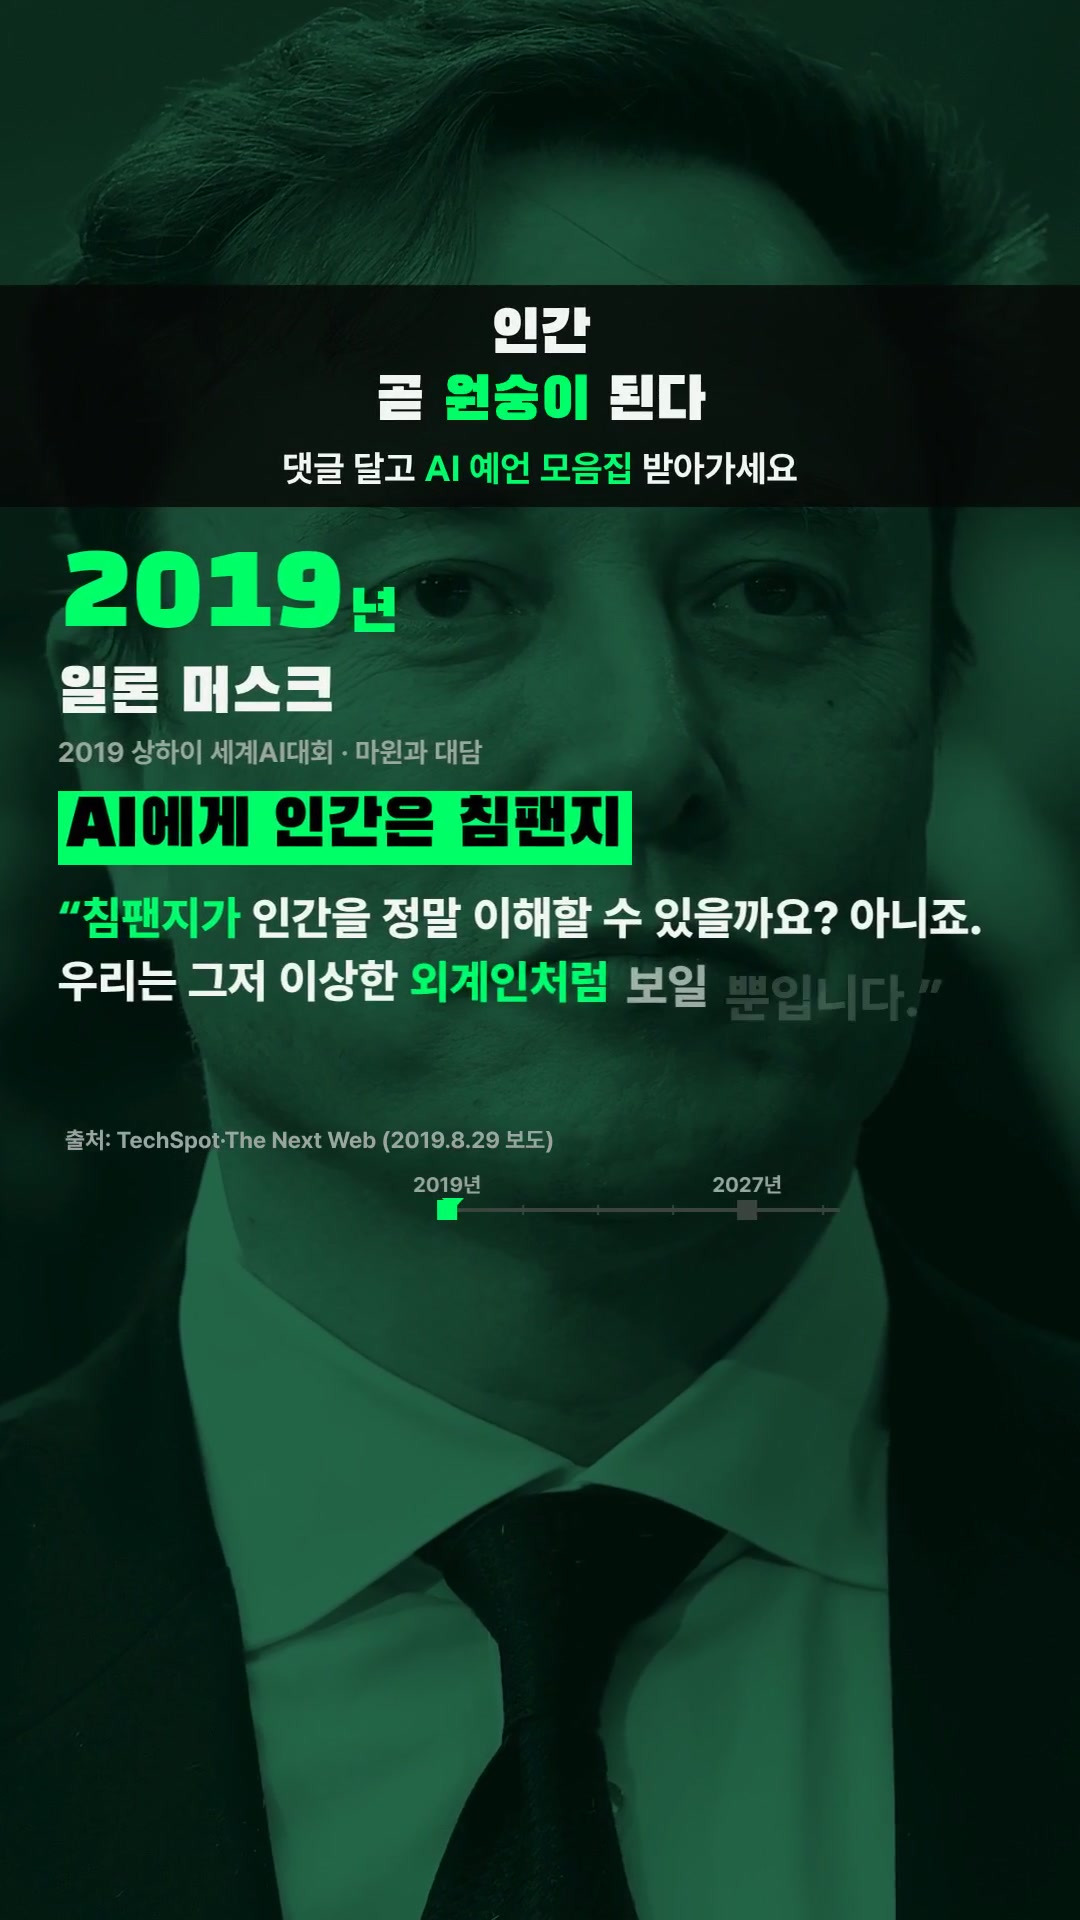 인간
곧 원숭이 된다
댓글 달고 AI 예언 모음집 받아가세요
2019년
일론 머스크
2019 상하이 세계AI대회 · 마윈과 대담
AI에게 인간은 침팬지
“침팬지가 인간을 정말 이해할 수 있을까요? 아니죠.
우리는 그저 이상한 외계인처럼 보일 뿐입니다.”
출처: TechSpot·The Next Web (2019.8.29 보도)
2019년 2027년